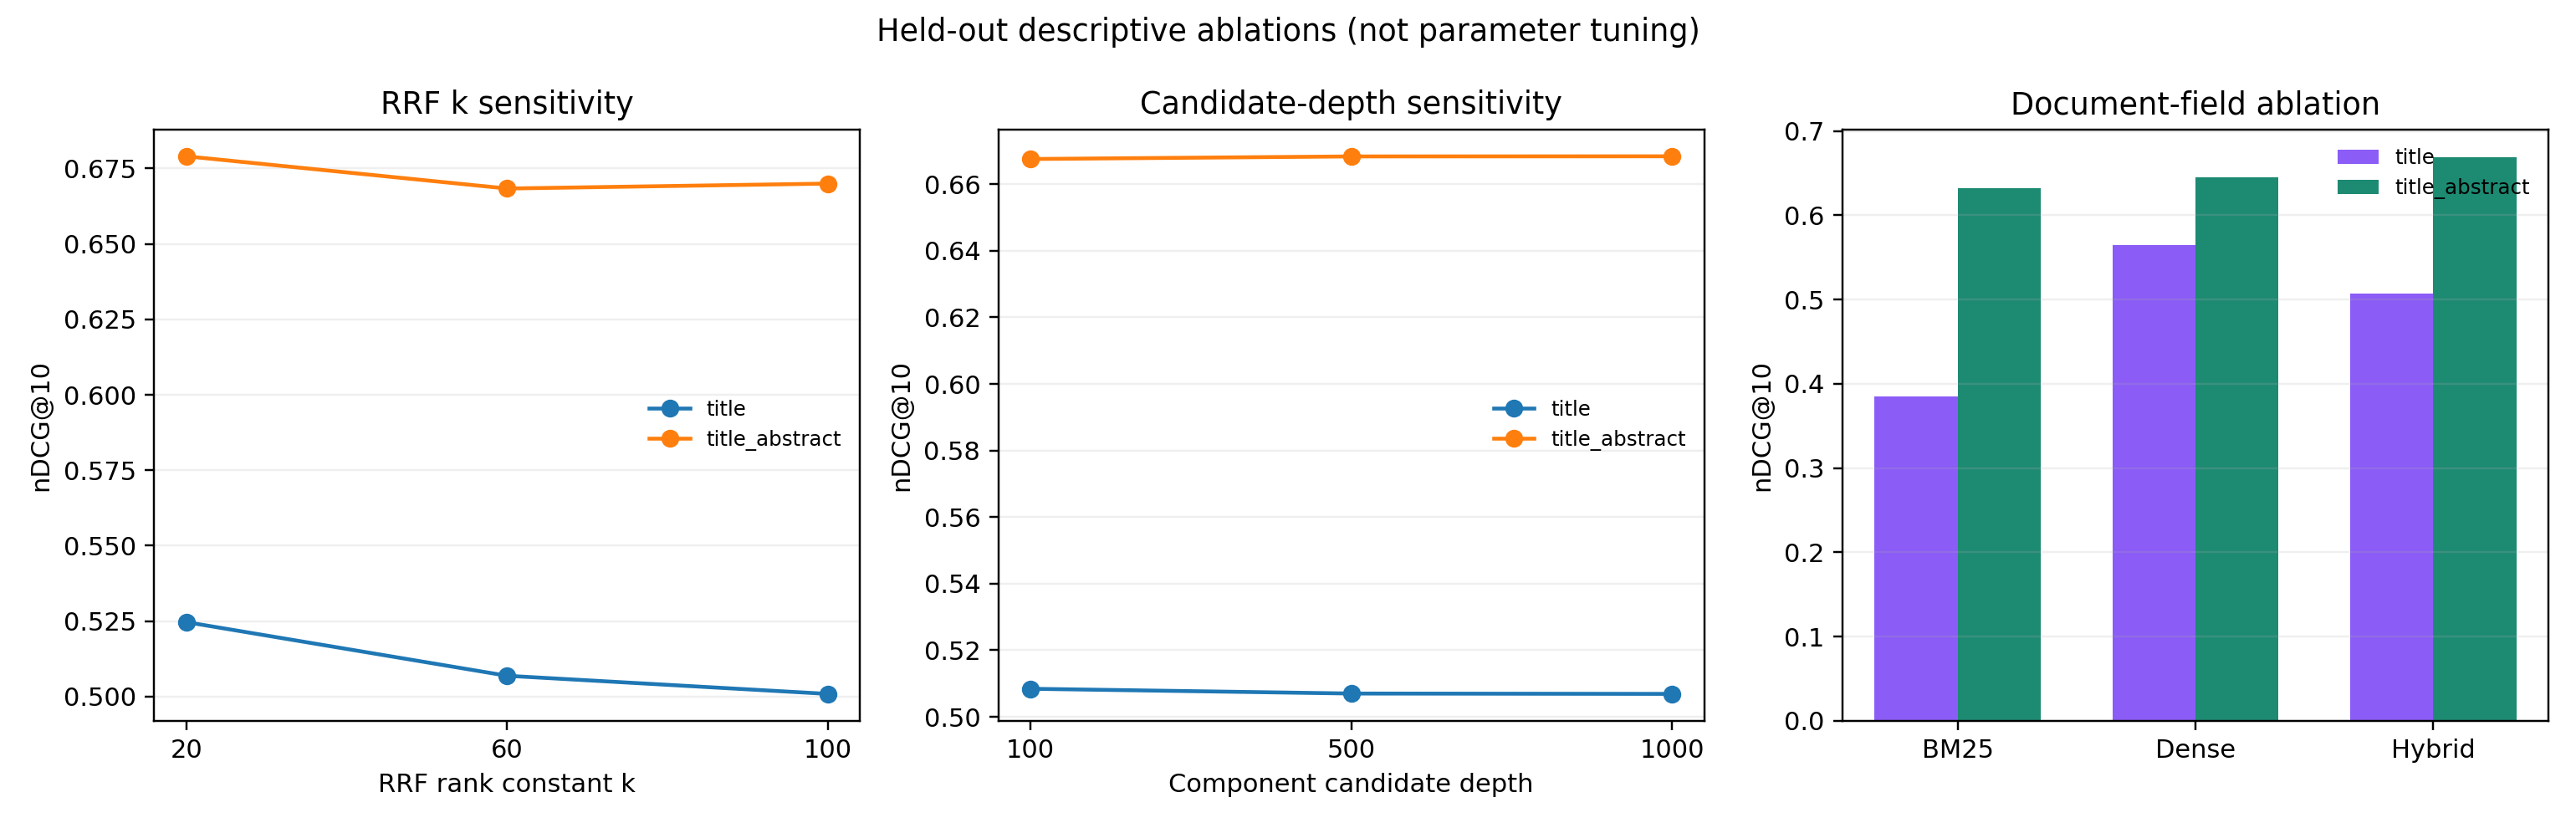 Held-out descriptive ablations (not parameter tuning)
RRF k sensitivity
nDCG@10
0.675
0.650
0.625
0.600
0.575
0.550
0.525
0.500
title
title_abstract
20 60 100
RRF rank constant k
Candidate-depth sensitivity
nDCG@10
0.66
0.64
0.62
0.60
0.58
0.56
0.54
0.52
0.50
title
title_abstract
100 500 1000
Component candidate depth
Document-field ablation
nDCG@10
0.7
0.6
0.5
0.4
0.3
0.2
0.1
0.0
title
title_abstract
BM25 Dense Hybrid